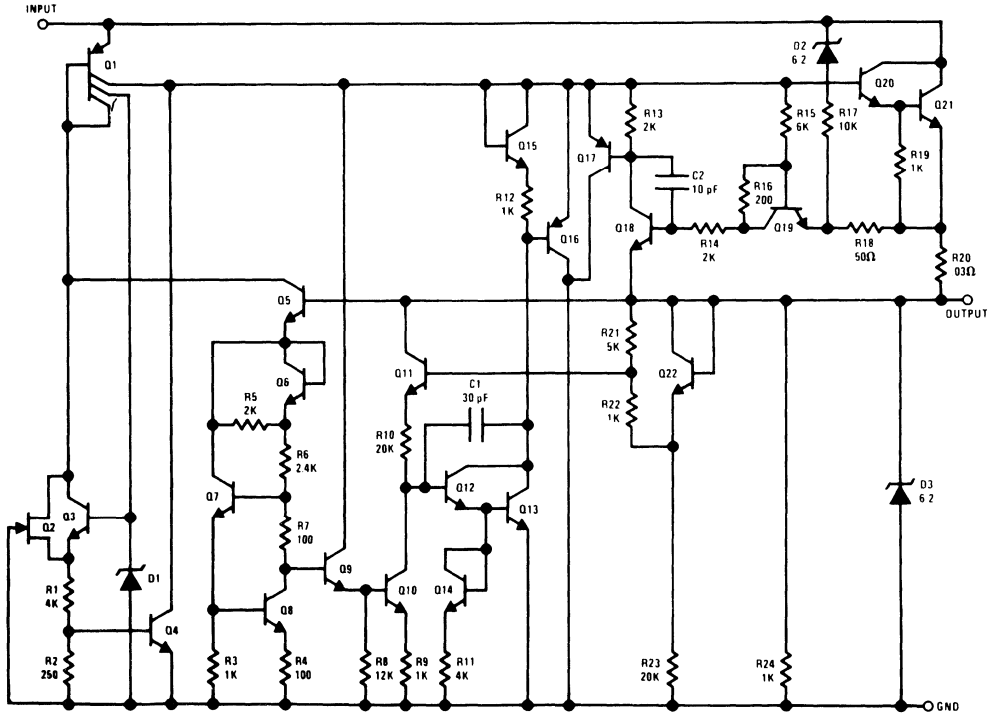 INPUT
Q1
D2
6 2
Q20
Q21
R13
2K
R15
6K
R17
10K
Q15
Q17
R19
1K
R12
1K
C2
10 pF
R16
200
Q16
Q18
Q19
R14
2K
R18
50Ω
R20
03Ω
Q5
OUTPUT
R21
5K
Q6
Q11
Q22
C1
30 pF
R5
2K
R22
1K
R10
20K
R6
2.4K
Q7
Q12
Q13
D3
6 2
Q2
Q3
R7
100
D1
Q9
R1
4K
Q8
Q10
Q14
Q4
R2
250
R3
1K
R4
100
R8
12K
R9
1K
R11
4K
R23
20K
R24
1K
GND